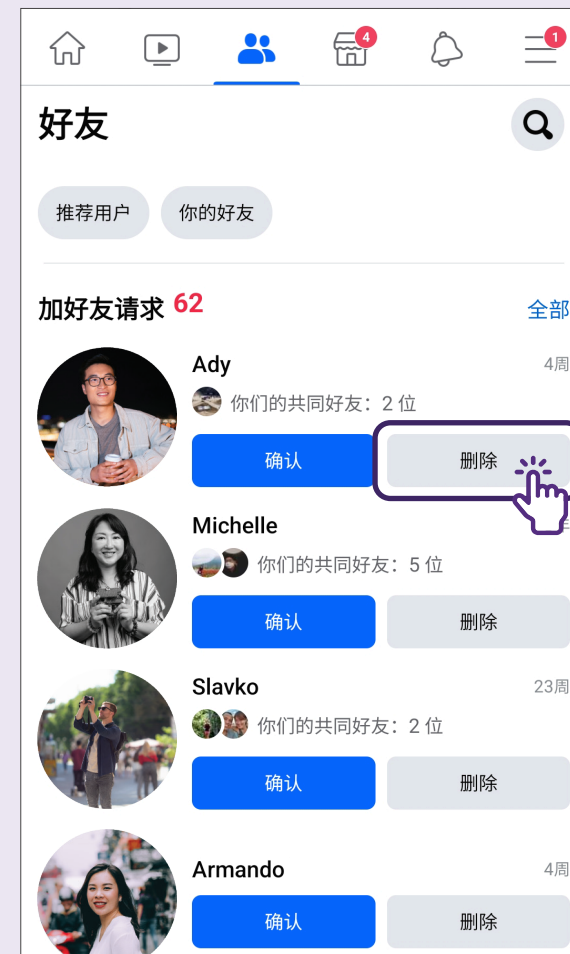 4
1
好友
推荐用户 你的好友
加好友请求 62 全部
Ady 4周
你们的共同好友：2 位
确认 删除
Michelle
你们的共同好友：5 位
确认 删除
Slavko 23周
你们的共同好友：2 位
确认 删除
Armando 4周
确认 删除